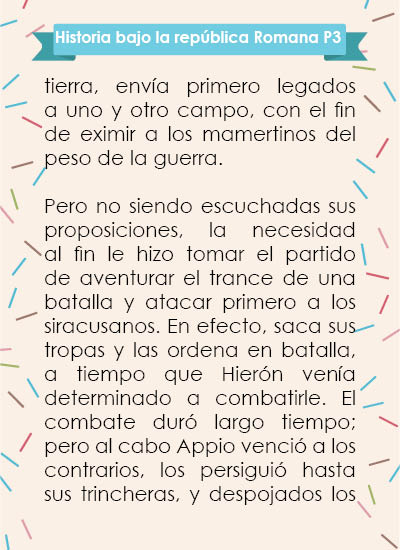 Historia bajo la república Romana P3
tierra, envía primero legados
a uno y otro campo, con el fin
de eximir a los mamertinos del
peso de la guerra.
Pero no siendo escuchadas sus
proposiciones, la necesidad
al fin le hizo tomar el partido
de aventurar el trance de una
batalla y atacar primero a los
siracusanos. En efecto, saca sus
tropas y las ordena en batalla,
a tiempo que Hierón venía
determinado a combatirle. El
combate duró largo tiempo;
pero al cabo Appio venció a los
contrarios, los persiguió hasta
sus trincheras, y despojados los